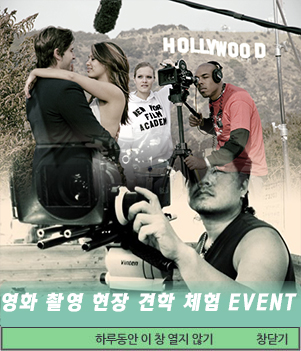 HOLLYWOOD
NEW YORK
FILM
ACADEMY
Vinten
영화 촬영 현장 견학 체험 EVENT
하루동안 이 창 열지 않기 창닫기